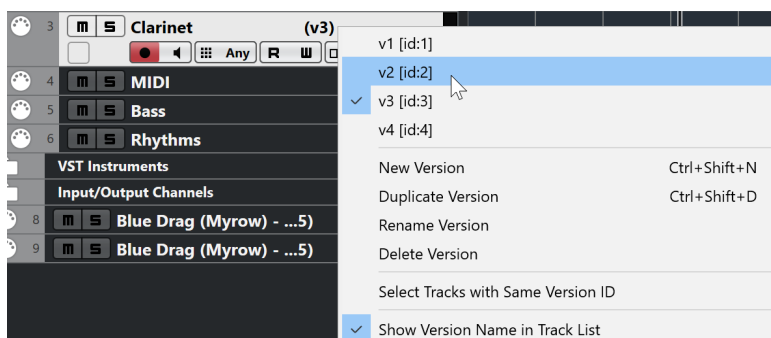 3 m S Clarinet (v3)
Any R W
4 m S MIDI
5 m S Bass
6 m S Rhythms
VST Instruments
Input/Output Channels
8 m S Blue Drag (Myrow) - ...5)
9 m S Blue Drag (Myrow) - ...5)
v1 [id:1]
v2 [id:2]
v3 [id:3]
v4 [id:4]
New Version Ctrl+Shift+N
Duplicate Version Ctrl+Shift+D
Rename Version
Delete Version
Select Tracks with Same Version ID
Show Version Name in Track List